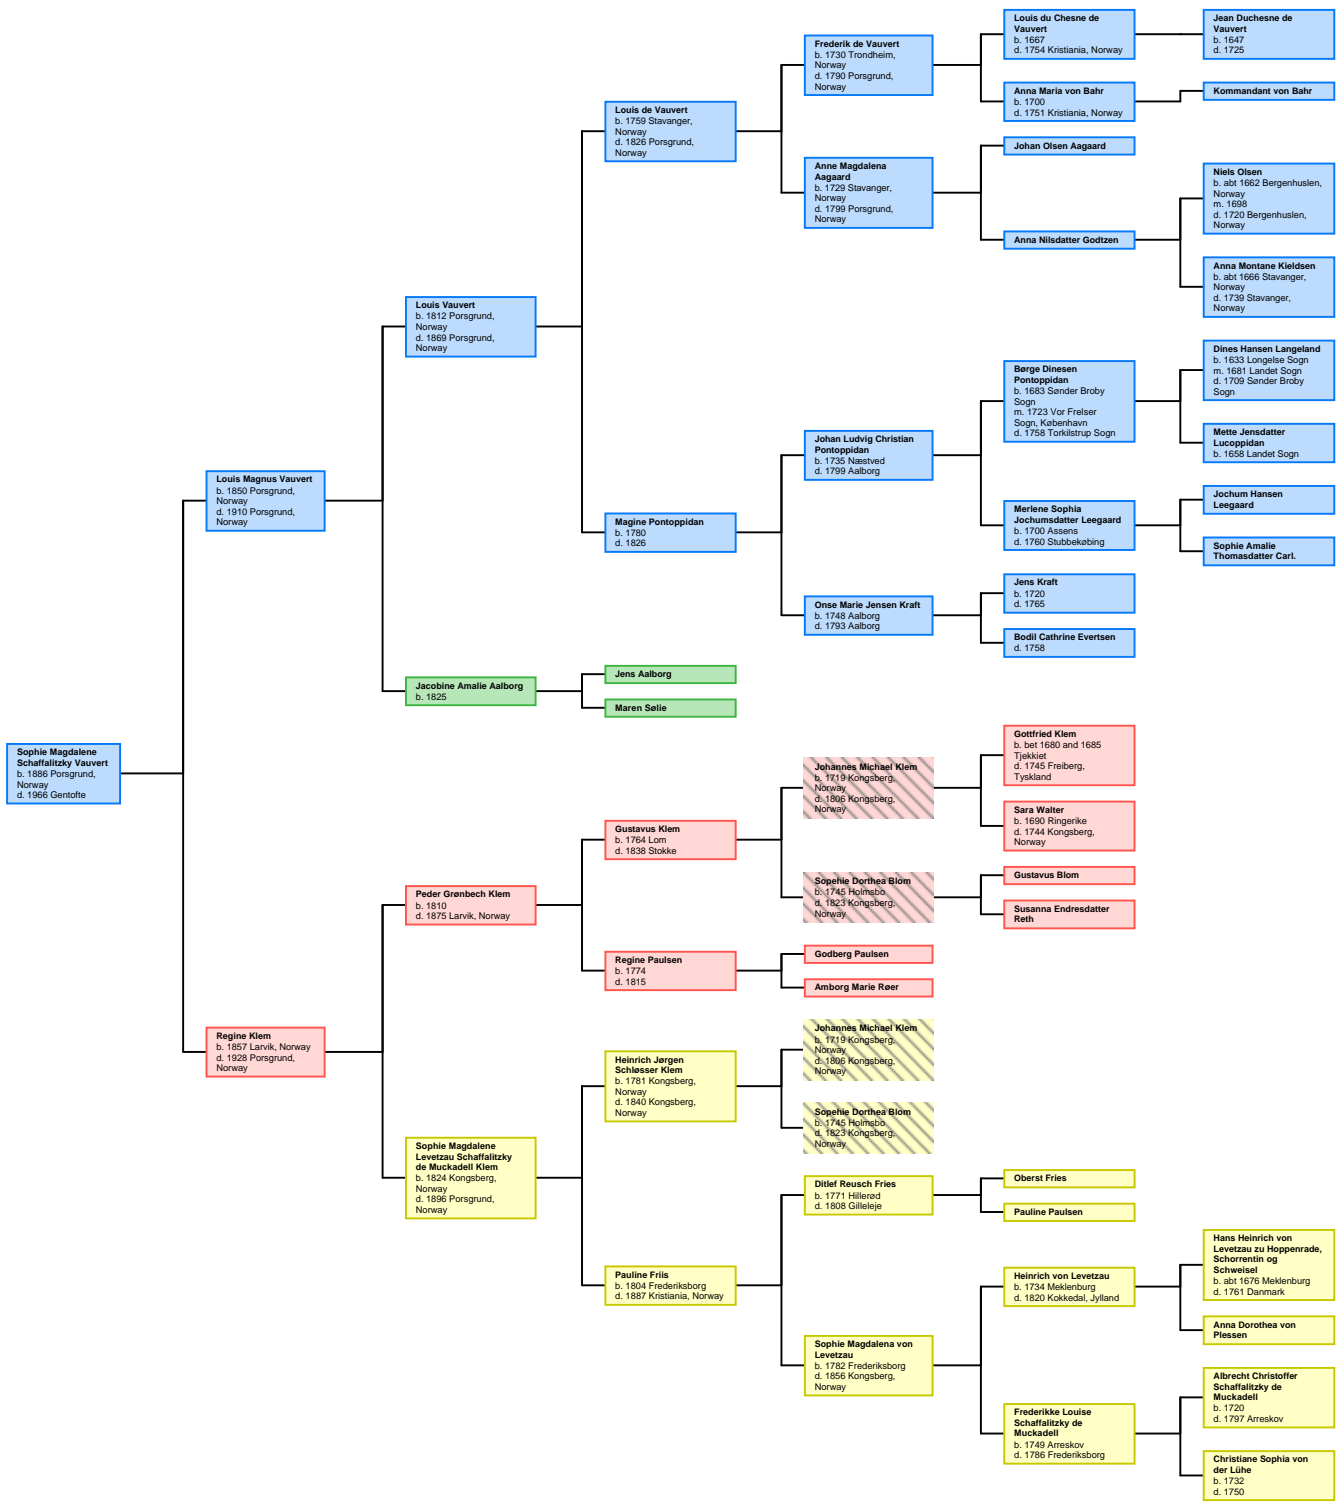 Sophie Magdalene
Schaffalitzky Vauvert
b. 1886 Porsgrund,
Norway
d. 1966 Gentofte
Louis Magnus Vauvert
b. 1850 Porsgrund,
Norway
d. 1910 Porsgrund,
Norway
Regine Klem
b. 1857 Larvik, Norway
d. 1928 Porsgrund,
Norway
Louis Vauvert
b. 1812 Porsgrund,
Norway
d. 1869 Porsgrund,
Norway
Jacobine Amalie Aalborg
b. 1825
Peder Grønbech Klem
b. 1810
d. 1875 Larvik, Norway
Sophie Magdalene
Levetzau Schaffalitzky
de Muckadell Klem
b. 1824 Kongsberg,
Norway
d. 1896 Porsgrund,
Norway
Louis de Vauvert
b. 1759 Stavanger,
Norway
d. 1826 Porsgrund,
Norway
Magine Pontoppidan
b. 1780
d. 1826
Jens Aalborg
Maren Sølie
Gustavus Klem
b. 1764 Lom
d. 1838 Stokke
Regine Paulsen
b. 1774
d. 1815
Heinrich Jørgen
Schløsser Klem
b. 1781 Kongsberg,
Norway
d. 1840 Kongsberg,
Norway
Pauline Friis
b. 1804 Frederiksborg
d. 1887 Kristiania, Norway
Frederik de Vauvert
b. 1730 Trondheim,
Norway
d. 1790 Porsgrund,
Norway
Anne Magdalena
Aagaard
b. 1729 Stavanger,
Norway
d. 1799 Porsgrund,
Norway
Johan Ludvig Christian
Pontoppidan
b. 1735 Næstved
d. 1799 Aalborg
Onse Marie Jensen Kraft
b. 1748 Aalborg
d. 1793 Aalborg
Johannes Michael Klem
b. 1719 Kongsberg,
Norway
d. 1806 Kongsberg,
Norway
Sopehie Dorthea Blom
b. 1745 Holmsbo
d. 1823 Kongsberg,
Norway
Godberg Paulsen
Amborg Marie Røer
Johannes Michael Klem
b. 1719 Kongsberg,
Norway
d. 1806 Kongsberg,
Norway
Sopehie Dorthea Blom
b. 1745 Holmsbo
d. 1823 Kongsberg,
Norway
Ditlef Reusch Fries
b. 1771 Hillerød
d. 1808 Gilleleje
Sophie Magdalena von
Levetzau
b. 1782 Frederiksborg
d. 1856 Kongsberg,
Norway
Louis du Chesne de
Vauvert
b. 1667
d. 1754 Kristiania, Norway
Anna Maria von Bahr
b. 1700
d. 1751 Kristiania, Norway
Johan Olsen Aagaard
Anna Nilsdatter Godtzen
Børge Dinesen
Pontoppidan
b. 1683 Sønder Broby
Sogn
m. 1723 Vor Frelser
Sogn, København
d. 1758 Torkilstrup Sogn
Merlene Sophia
Jochumsdatter Leegaard
b. 1700 Assens
d. 1760 Stubbekøbing
Jens Kraft
b. 1720
d. 1765
Bodil Cathrine Evertsen
d. 1758
Gottfried Klem
b. bet 1680 and 1685
Tjekkiet
d. 1745 Freiberg,
Tyskland
Sara Walter
b. 1690 Ringerike
d. 1744 Kongsberg,
Norway
Gustavus Blom
Susanna Endresdatter
Reth
Oberst Fries
Pauline Paulsen
Heinrich von Levetzau
b. 1734 Meklenburg
d. 1820 Kokkedal, Jylland
Frederikke Louise
Schaffalitzky de
Muckadell
b. 1749 Arreskov
d. 1786 Frederiksborg
Jean Duchesne de
Vauvert
b. 1647
d. 1725
Kommandant von Bahr
Niels Olsen
b. abt 1662 Bergenhuslen,
Norway
m. 1698
d. 1720 Bergenhuslen,
Norway
Anna Montane Kieldsen
b. abt 1666 Stavanger,
Norway
d. 1739 Stavanger,
Norway
Dines Hansen Langeland
b. 1633 Longelse Sogn
m. 1681 Landet Sogn
d. 1709 Sønder Broby
Sogn
Mette Jensdatter
Lucoppidan
b. 1658 Landet Sogn
Jochum Hansen
Leegaard
Sophie Amalie
Thomasdatter Carl.
Hans Heinrich von
Levetzau zu Hoppenrade,
Schorrentin og
Schweisel
b. abt 1676 Meklenburg
d. 1761 Danmark
Anna Dorothea von
Plessen
Albrecht Christoffer
Schaffalitzky de
Muckadell
b. 1720
d. 1797 Arreskov
Christiane Sophia von
der Lühe
b. 1732
d. 1750